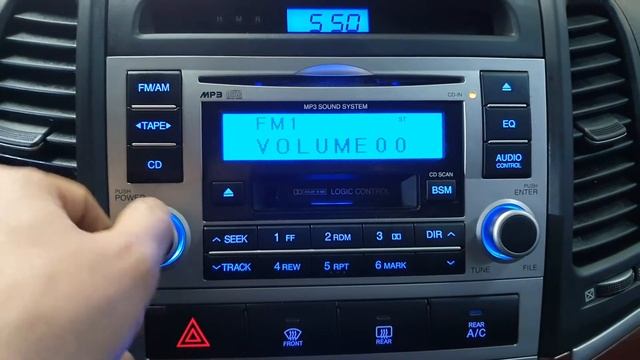 H M R 5:50
FM/AM
MP3
CD-IN
MP3 SOUND SYSTEM
FM1 ST
VOLUME00
◄TAPE►
EQ
CD
AUDIO
CONTROL
CD SCAN
LOGIC CONTROL
BSM
PUSH
POWER
PUSH
ENTER
SEEK
1 FF
2 RDM
3
DIR
TRACK
4 REW
5 RPT
6 MARK
TUNE
FILE
FRONT
REAR
REAR
A/C